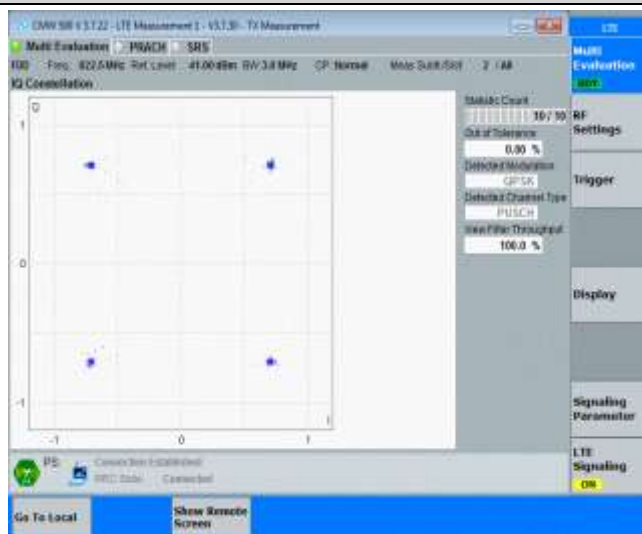 CMW 500 V 3.7.22 - LTE Measurement 1 - V3.7.30 - TX Measurement
Multi Evaluation PRACH SRS
FDD Freq.: 822.5 MHz Ref. Level: 41.00 dBm BW: 3.0 MHz CP: Normal Meas Subfr./Slot: 2 / All
IQ Constellation
Q
1
0
-1
-1 0 1
I
Statistic Count
10 / 10
Out of Tolerance
0.00 %
Detected Modulation
QPSK
Detected Channel Type
PUSCH
View Filter Throughput
100.0 %
PS:
Connection Established
RRC State: Connected
Go To Local
Show Remote
Screen
LTE
Multi
Evaluation
RDY
RF
Settings
Trigger
Display
Signaling
Parameter
LTE
Signaling
ON